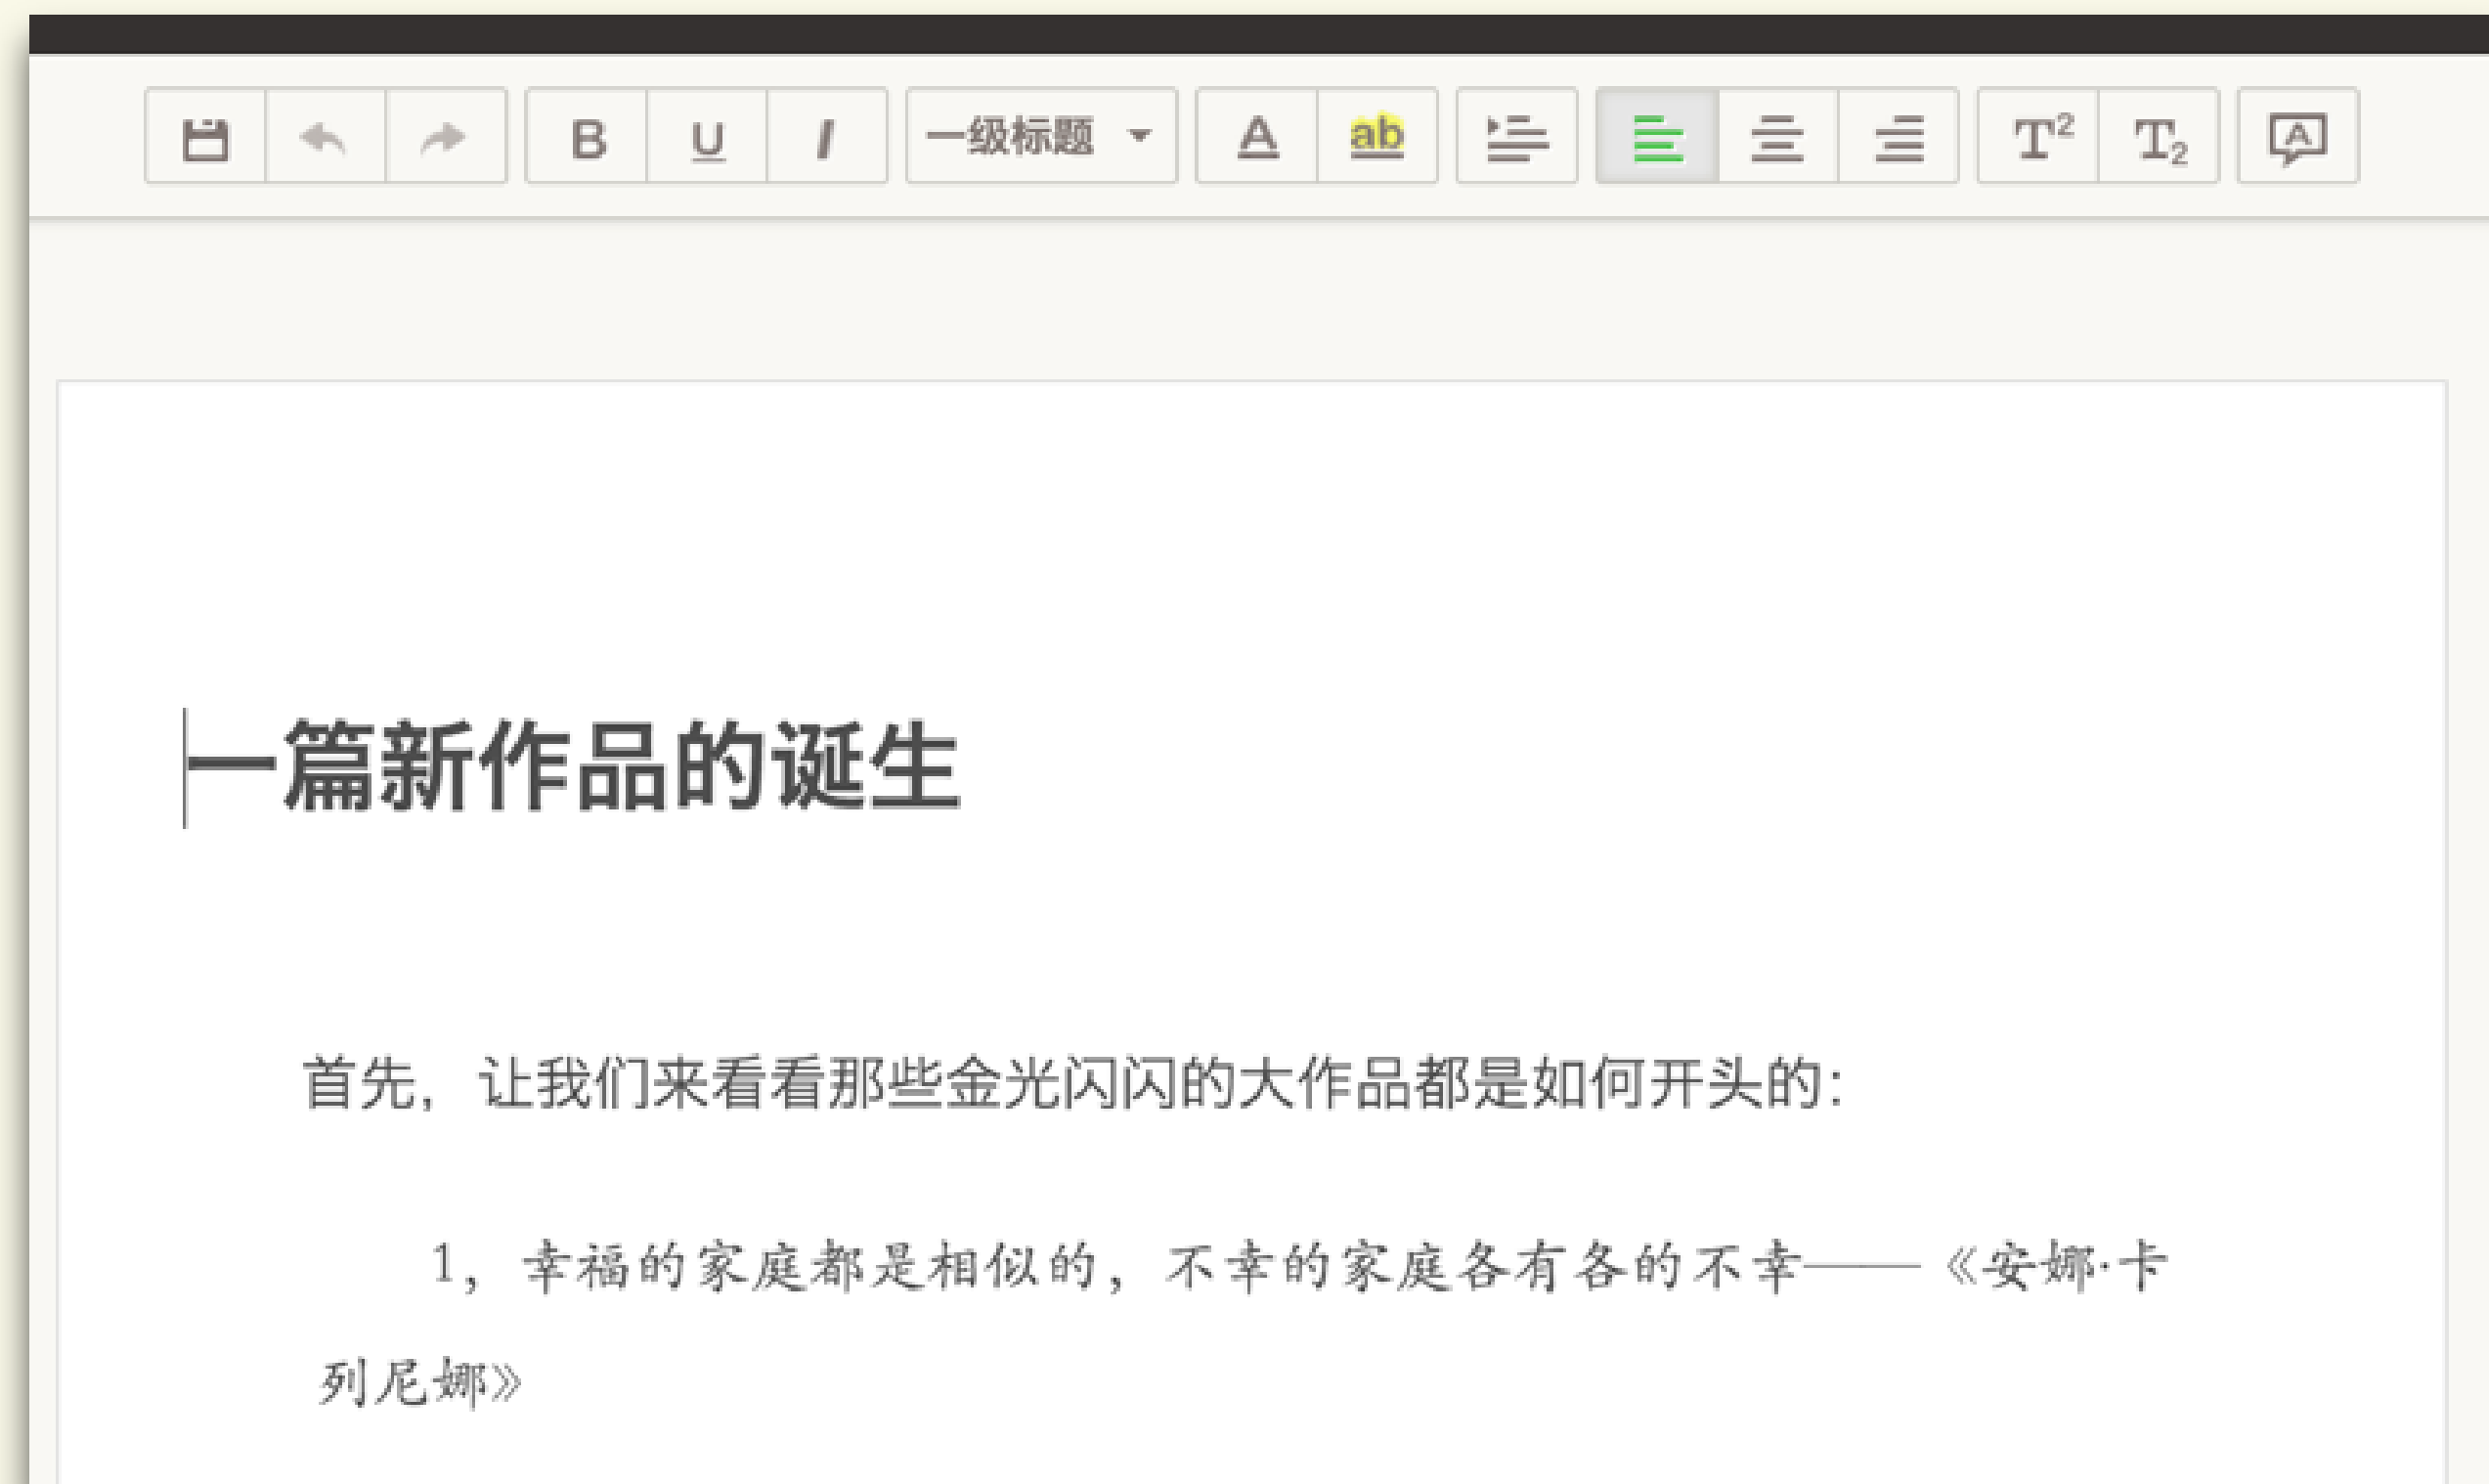 B U I 一级标题 A ab T² T₂ A
一篇新作品的诞生
首先，让我们来看看那些金光闪闪的大作品都是如何开头的：
1，幸福的家庭都是相似的，不幸的家庭各有各的不幸——《安娜·卡
列尼娜》